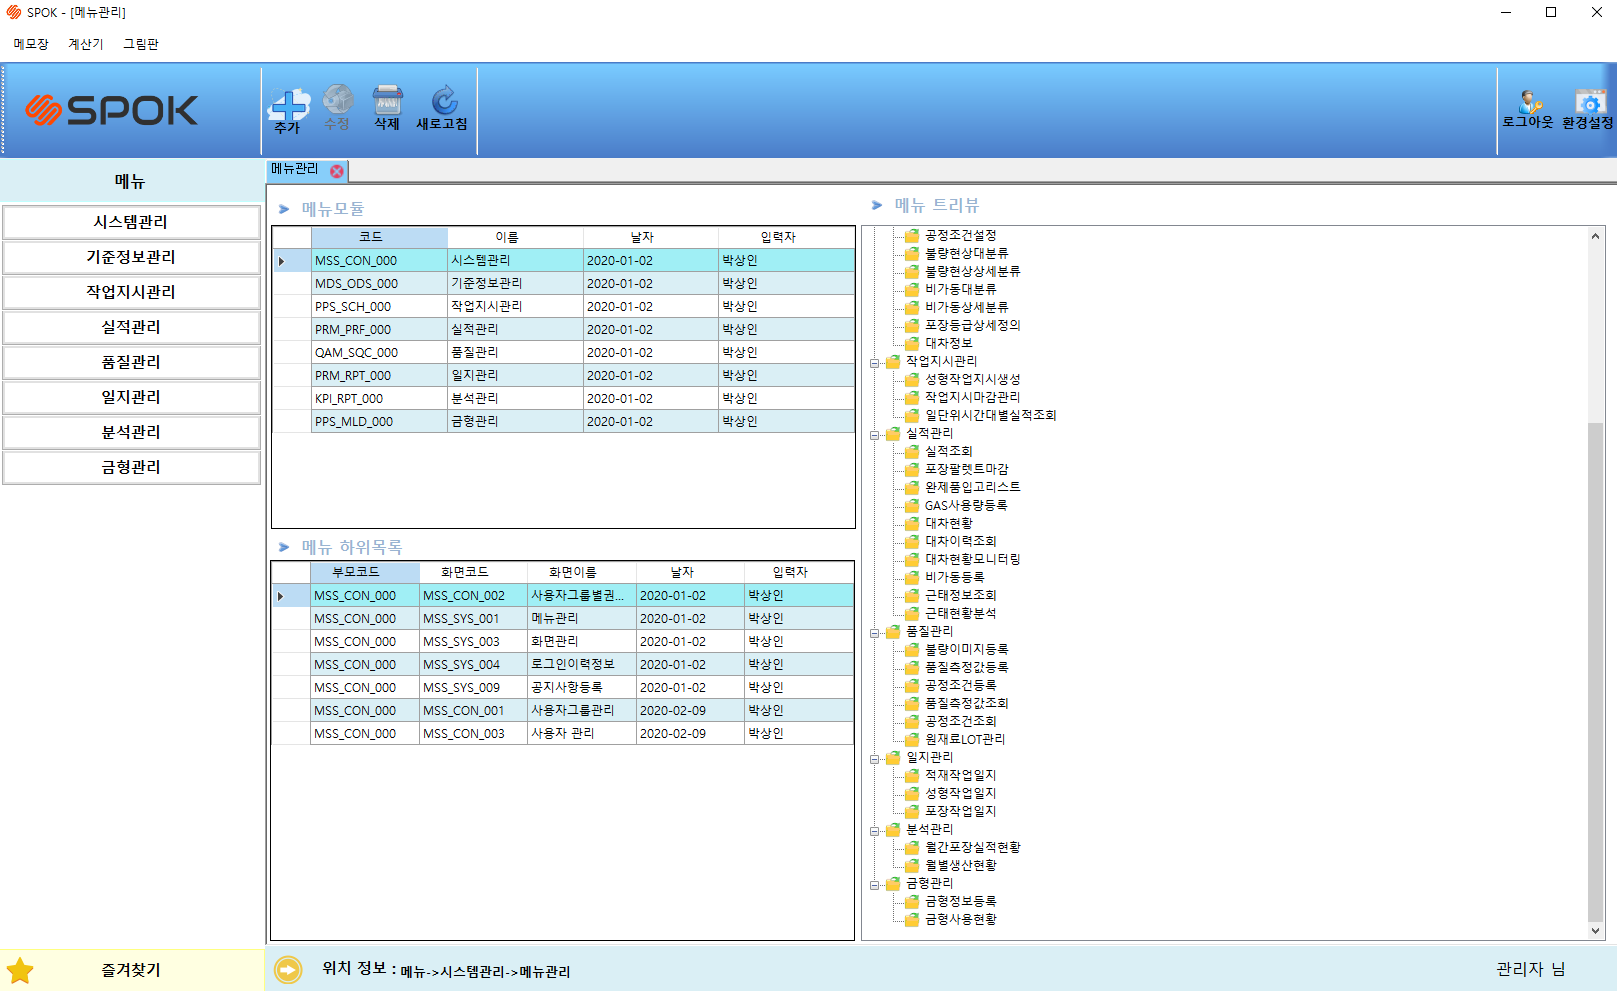 SPOK - [메뉴관리]
메모장 계산기 그림판
SPOK
추가 수정 삭제 새로고침 로그아웃 환경설정
메뉴
시스템관리
기준정보관리
작업지시관리
실적관리
품질관리
일지관리
분석관리
금형관리
메뉴관리
메뉴모듈
코드 이름 날자 입력자
MSS_CON_000 시스템관리 2020-01-02 박상인
MDS_ODS_000 기준정보관리 2020-01-02 박상인
PPS_SCH_000 작업지시관리 2020-01-02 박상인
PRM_PRF_000 실적관리 2020-01-02 박상인
QAM_SQC_000 품질관리 2020-01-02 박상인
PRM_RPT_000 일지관리 2020-01-02 박상인
KPI_RPT_000 분석관리 2020-01-02 박상인
PPS_MLD_000 금형관리 2020-01-02 박상인
메뉴 하위목록
부모코드 화면코드 화면이름 날자 입력자
MSS_CON_000 MSS_CON_002 사용자그룹별권... 2020-01-02 박상인
MSS_CON_000 MSS_SYS_001 메뉴관리 2020-01-02 박상인
MSS_CON_000 MSS_SYS_003 화면관리 2020-01-02 박상인
MSS_CON_000 MSS_SYS_004 로그인이력정보 2020-01-02 박상인
MSS_CON_000 MSS_SYS_009 공지사항등록 2020-01-02 박상인
MSS_CON_000 MSS_CON_001 사용자그룹관리 2020-02-09 박상인
MSS_CON_000 MSS_CON_003 사용자 관리 2020-02-09 박상인
메뉴 트리뷰
공정조건설정
불량현상대분류
불량현상상세분류
비가동대분류
비가동상세분류
포장등급상세정의
대차정보
작업지시관리
성형작업지시생성
작업지시마감관리
일단위시간대별실적조회
실적관리
실적조회
포장팔렛트마감
완제품입고리스트
GAS사용량등록
대차현황
대차이력조회
대차현황모니터링
비가동등록
근태정보조회
근태현황분석
품질관리
불량이미지등록
품질측정값등록
공정조건등록
품질측정값조회
공정조건조회
원재료LOT관리
일지관리
적재작업일지
성형작업일지
포장작업일지
분석관리
월간포장실적현황
월별생산현황
금형관리
금형정보등록
금형사용현황
즐겨찾기
위치 정보 : 메뉴->시스템관리->메뉴관리
관리자 님